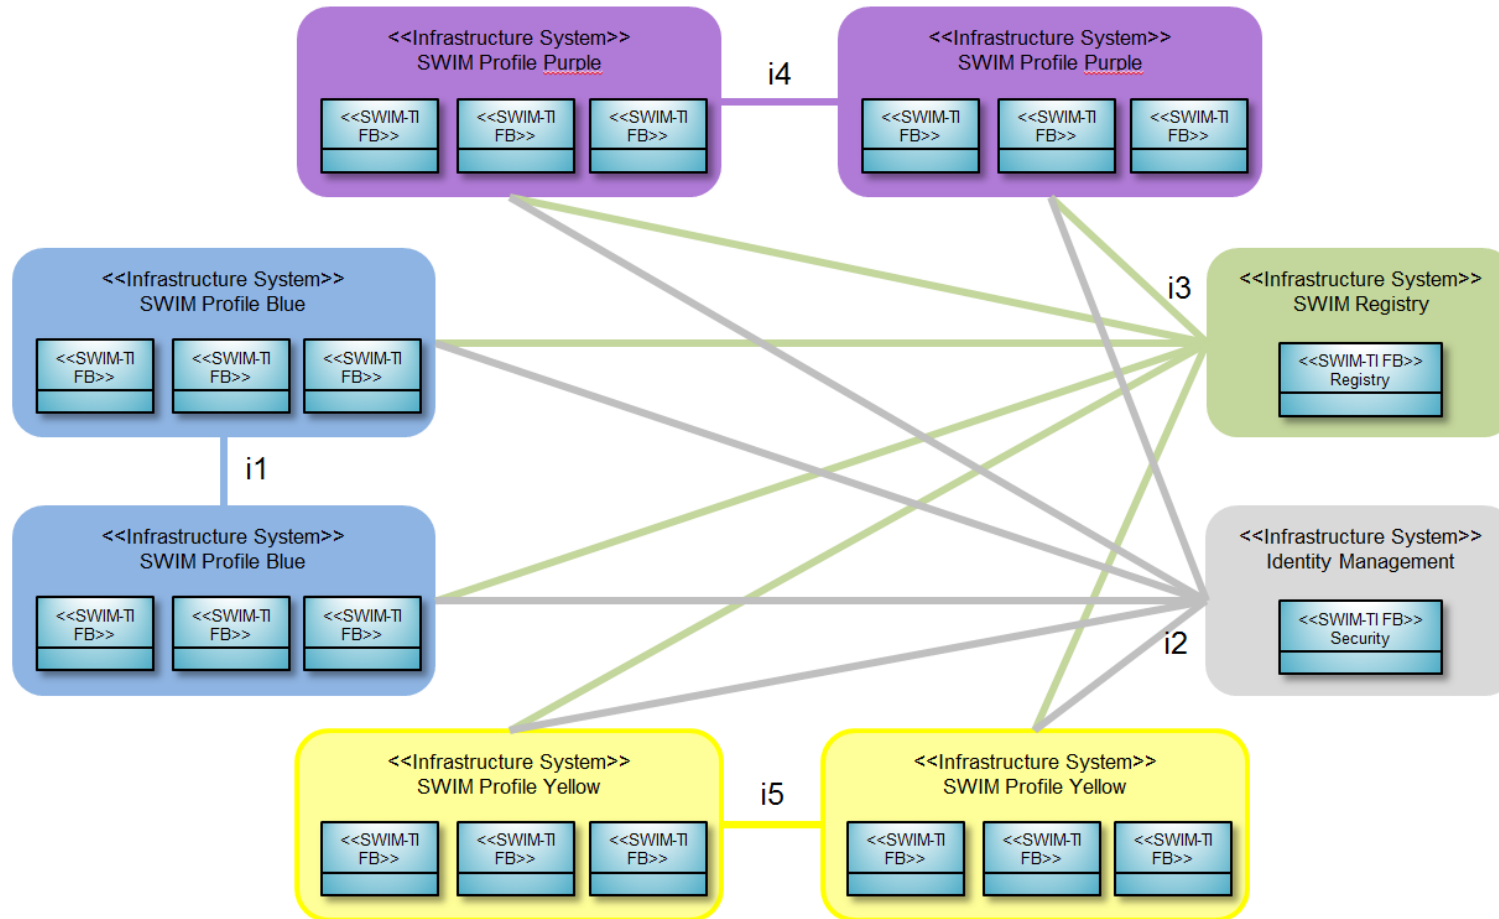 <<Infrastructure System>>
SWIM Profile Purple
<<SWIM-TI
FB>>
<<SWIM-TI
FB>>
<<SWIM-TI
FB>>
i4
<<Infrastructure System>>
SWIM Profile Purple
<<SWIM-TI
FB>>
<<SWIM-TI
FB>>
<<SWIM-TI
FB>>
<<Infrastructure System>>
SWIM Profile Blue
<<SWIM-TI
FB>>
<<SWIM-TI
FB>>
<<SWIM-TI
FB>>
i3
<<Infrastructure System>>
SWIM Registry
<<SWIM-TI FB>>
Registry
i1
<<Infrastructure System>>
SWIM Profile Blue
<<SWIM-TI
FB>>
<<SWIM-TI
FB>>
<<SWIM-TI
FB>>
i2
<<Infrastructure System>>
Identity Management
<<SWIM-TI FB>>
Security
<<Infrastructure System>>
SWIM Profile Yellow
<<SWIM-TI
FB>>
<<SWIM-TI
FB>>
<<SWIM-TI
FB>>
i5
<<Infrastructure System>>
SWIM Profile Yellow
<<SWIM-TI
FB>>
<<SWIM-TI
FB>>
<<SWIM-TI
FB>>